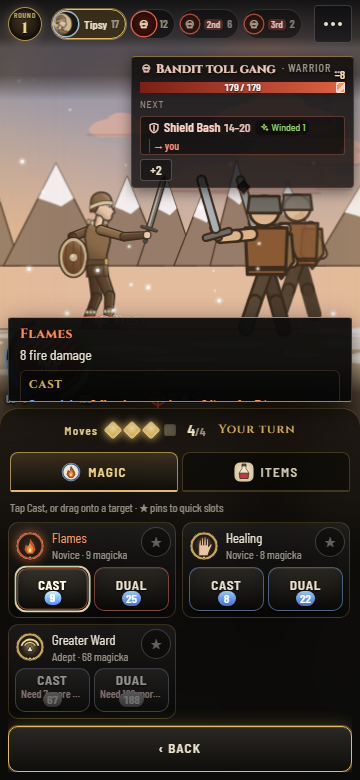 ROUND
1
Tipsy 17
12
2nd 6
3rd 2
BANDIT TOLL GANG · WARRIOR
-8
179 / 179
NEXT
Shield Bash 14–20 Winded 1
→ you
+2
FLAMES
8 fire damage
CAST
Moves 4/4 YOUR TURN
MAGIC
ITEMS
Tap Cast, or drag onto a target · ★ pins to quick slots
Flames
Novice · 9 magicka
CAST
9
DUAL
25
Healing
Novice · 8 magicka
CAST
8
DUAL
22
Greater Ward
Adept · 68 magicka
CAST
67
DUAL
188
‹ BACK